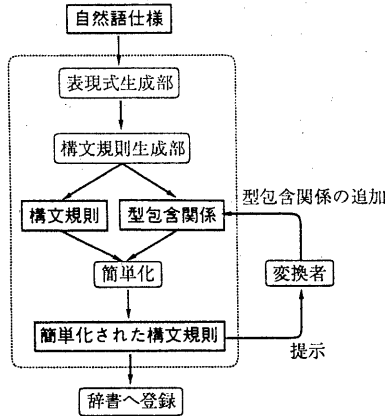 自然語仕様
表現式生成部
構文規則生成部
型包含関係の追加
構文規則
型包含関係
簡単化
変換者
簡単化された構文規則
提示
辞書へ登録